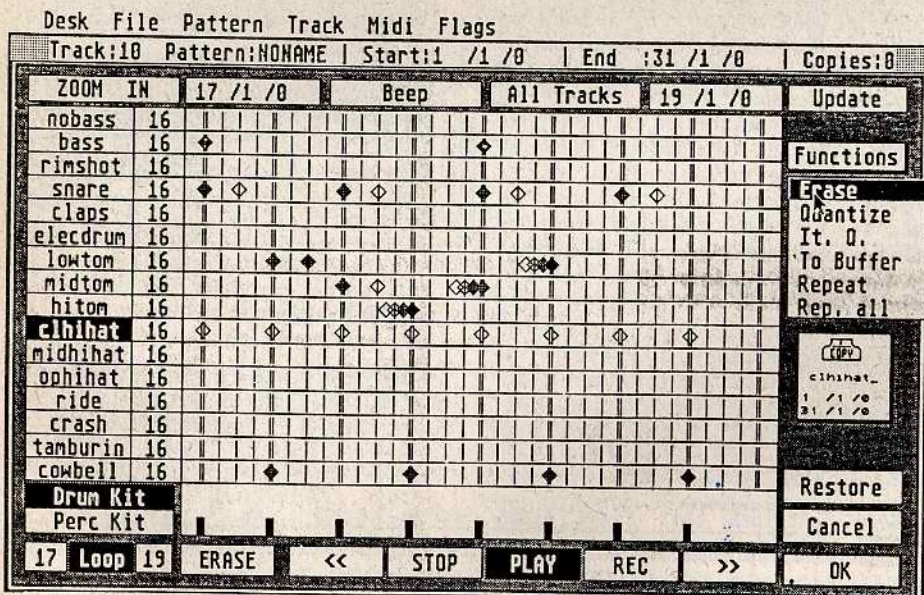 Desk File Pattern Track Midi Flags
Track:10 Pattern:NONAME | Start:1 /1 /0 | End :31 /1 /0 | Copies:0
ZOOM IN 17 /1 /0 Beep All Tracks 19 /1 /0 Update
nobass 16
bass 16
rimshot 16
snare 16
claps 16
elecdrum 16
lowtom 16
midtom 16
hitom 16
clhihat 16
midhihat 16
ophihat 16
ride 16
crash 16
tamburin 16
cowbell 16
Drum Kit
Perc Kit
Functions
Erase
Quantize
It. Q.
To Buffer
Repeat
Rep. all
COPY
clhihat_
1 /1 /0
31 /1 /0
Restore
Cancel
17 Loop 19 ERASE << STOP PLAY REC >> OK